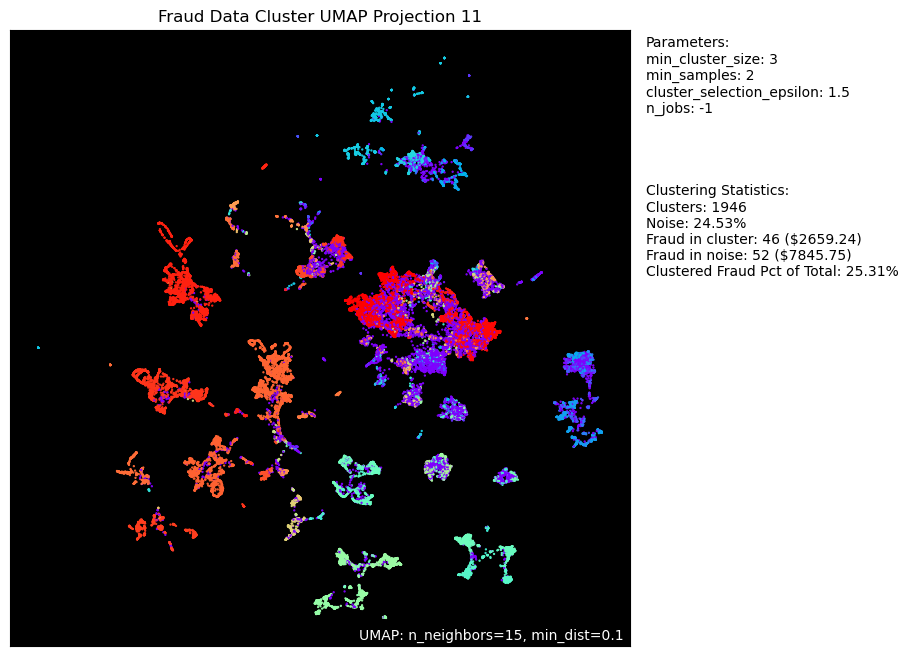 Fraud Data Cluster UMAP Projection 11
Parameters:
min_cluster_size: 3
min_samples: 2
cluster_selection_epsilon: 1.5
n_jobs: -1
Clustering Statistics:
Clusters: 1946
Noise: 24.53%
Fraud in cluster: 46 ($2659.24)
Fraud in noise: 52 ($7845.75)
Clustered Fraud Pct of Total: 25.31%
UMAP: n_neighbors=15, min_dist=0.1